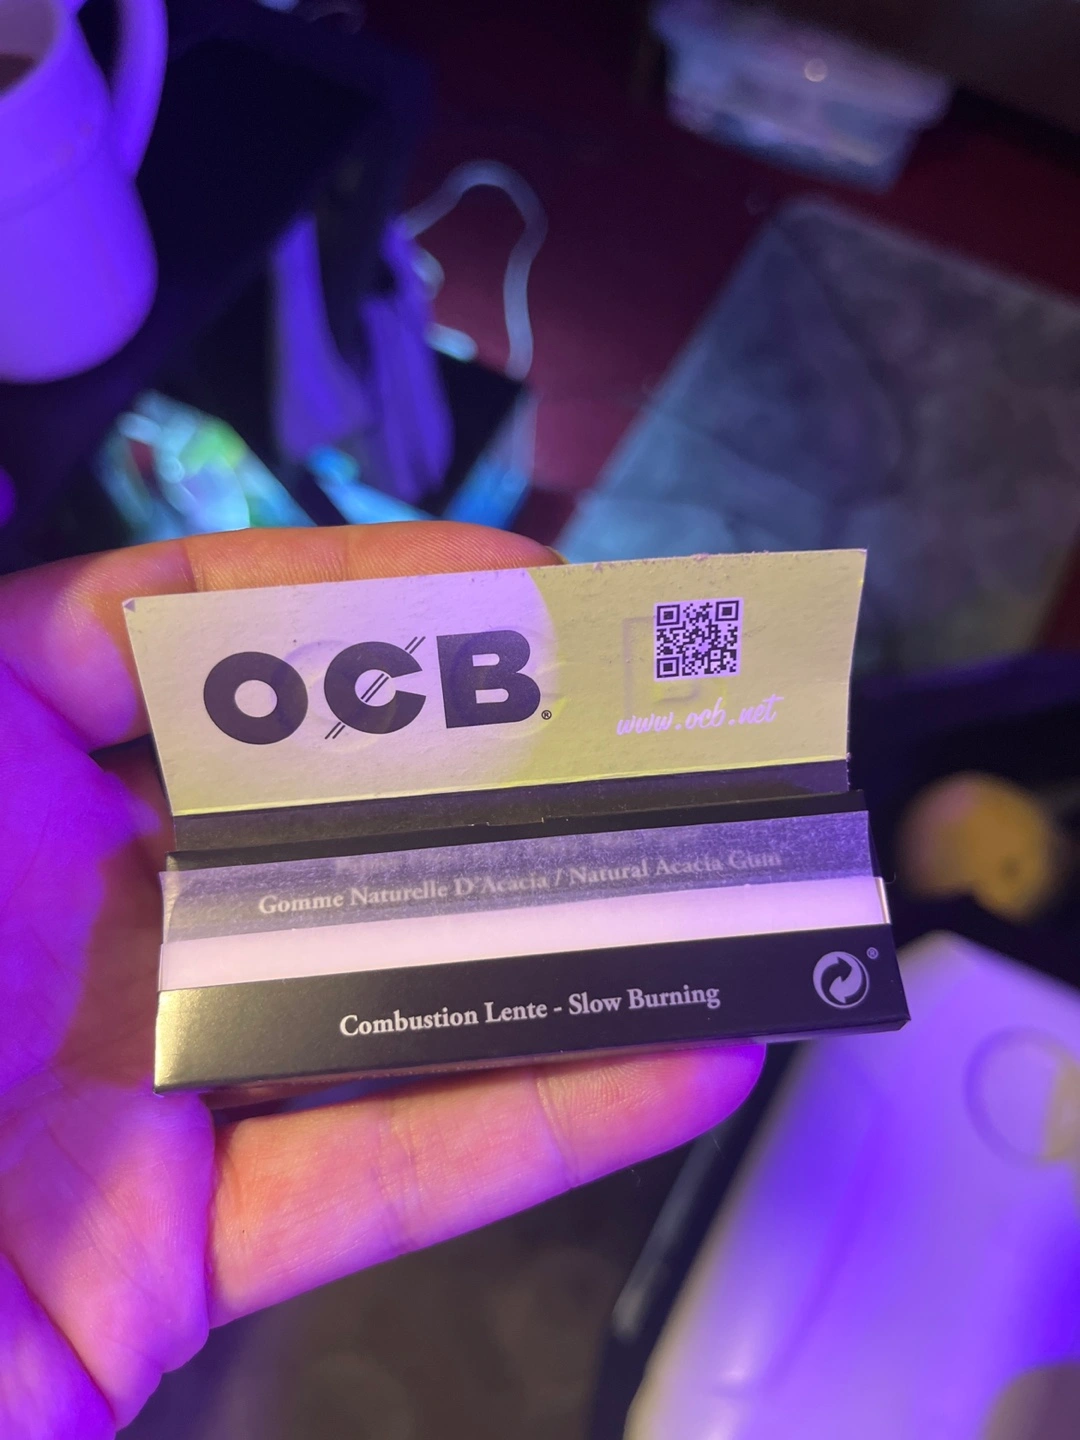 OCB®
www.ocb.net
Gomme Naturelle D'Acacia / Natural Acacia Gum
Combustion Lente - Slow Burning
®